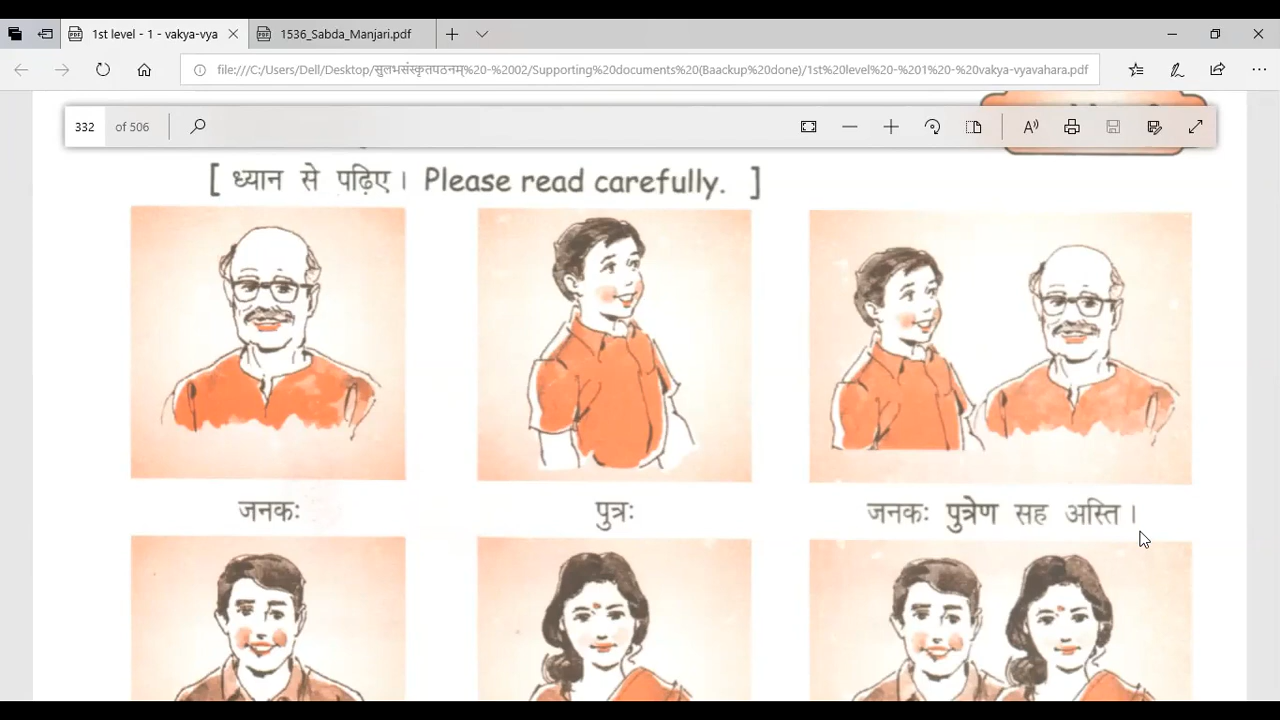 1st level - 1 - vakya-vya
1536_Sabda_Manjari.pdf
file:///C:/Users/Dell/Desktop/सुलभसंस्कृतपठनम्%20-%2002/Supporting%20documents%20(Baackup%20done)/1st%20level%20-%201%20-%20vakya-vyavahara.pdf
332 of 506
[ ध्यान से पढ़िए। Please read carefully. ]
जनकः
पुत्रः
जनकः पुत्रेण सह अस्ति।